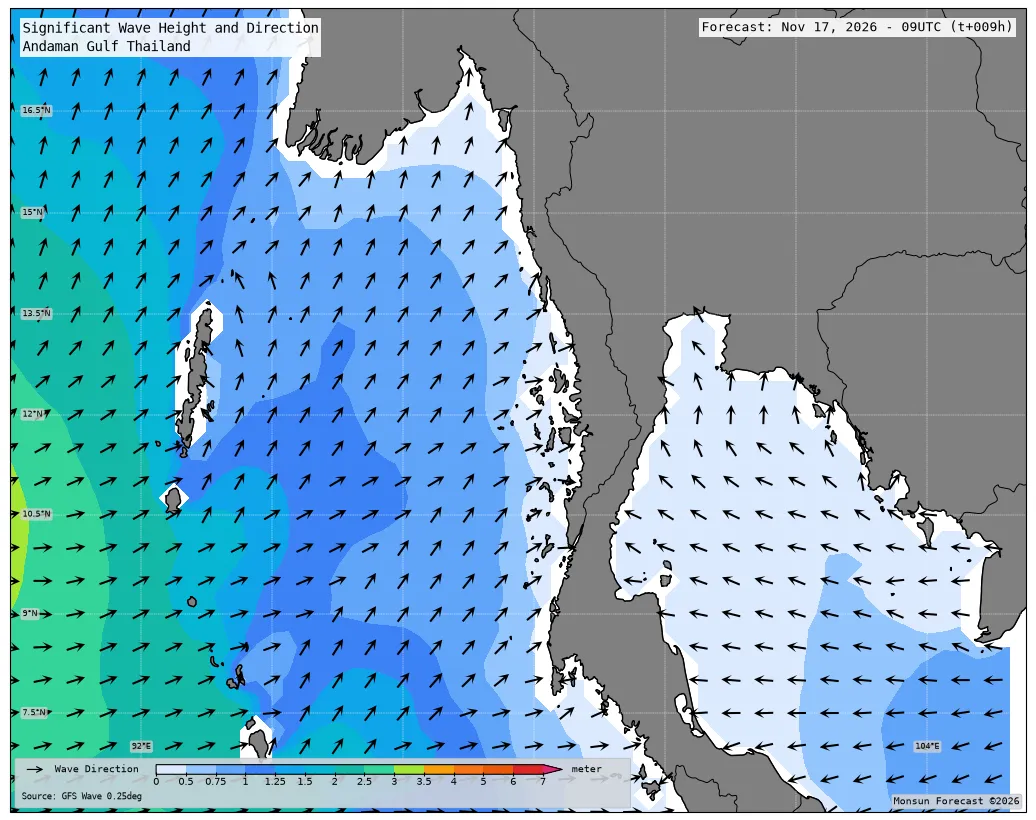 Significant Wave Height and Direction
Andaman Gulf Thailand
Forecast: Nov 17, 2026 - 09UTC (t+009h)
16.5°N
15°N
13.5°N
12°N
10.5°N
9°N
7.5°N
92°E
104°E
Wave Direction
0 0.5 0.75 1 1.25 1.5 2 2.5 3 3.5 4 5 6 7
meter
Source: GFS Wave 0.25deg
Monsun Forecast ©2026